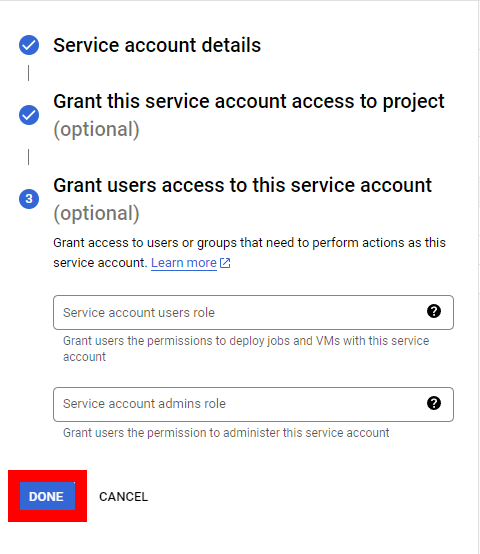 Service account details
Grant this service account access to project
(optional)
3
Grant users access to this service account
(optional)
Grant access to users or groups that need to perform actions as this
service account. Learn more
Service account users role
?
Grant users the permissions to deploy jobs and VMs with this service
account
Service account admins role
?
Grant users the permission to administer this service account
DONE
CANCEL